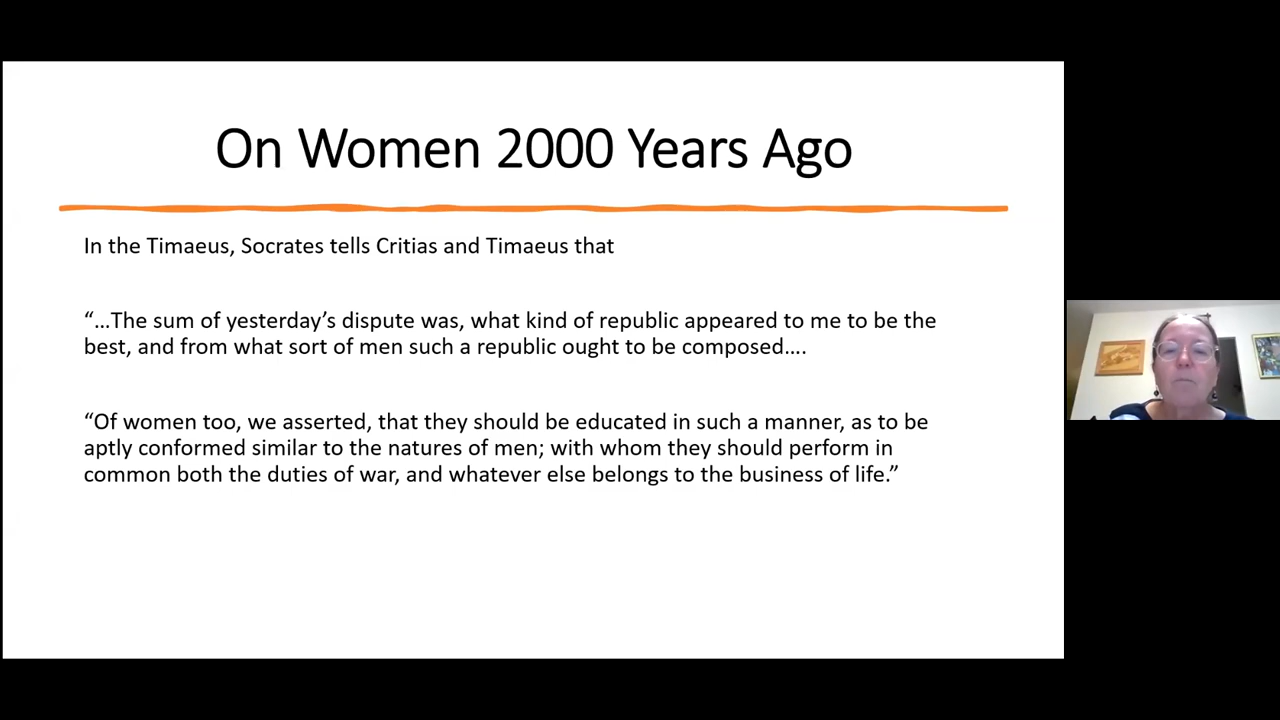 On Women 2000 Years Ago
In the Timaeus, Socrates tells Critias and Timaeus that
“…The sum of yesterday’s dispute was, what kind of republic appeared to me to be the
best, and from what sort of men such a republic ought to be composed….
“Of women too, we asserted, that they should be educated in such a manner, as to be
aptly conformed similar to the natures of men; with whom they should perform in
common both the duties of war, and whatever else belongs to the business of life.”